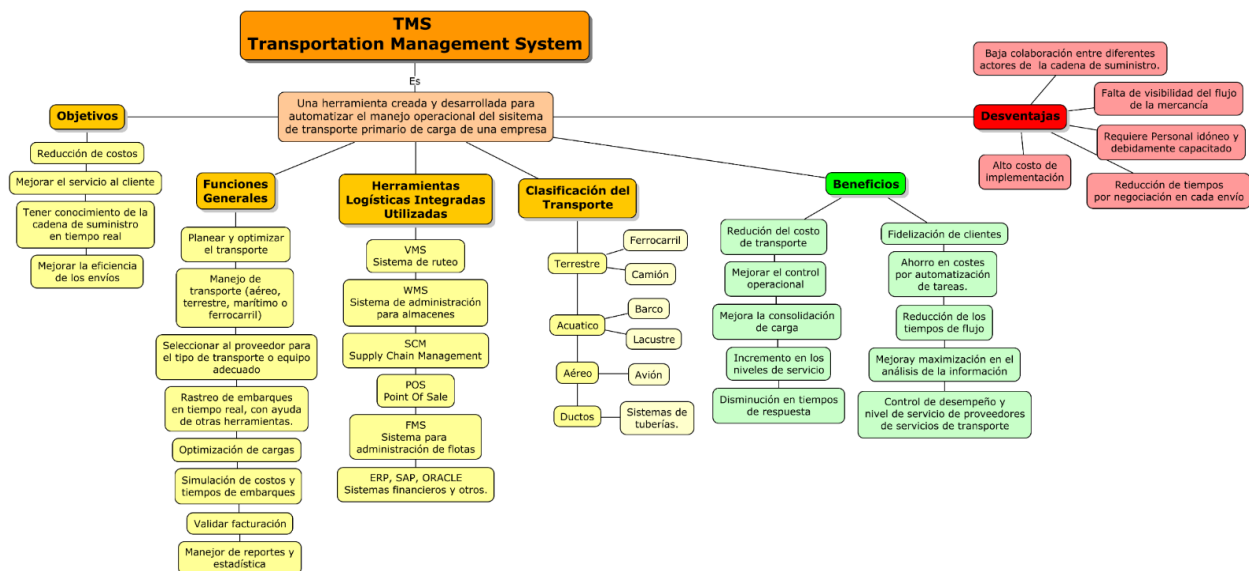 TMS
Transportation Management System
Es
Una herramienta creada y desarrollada para
automatizar el manejo operacional del sisitema
de transporte primario de carga de una empresa
Objetivos
Reducción de costos
Mejorar el servicio al cliente
Tener conocimiento de la
cadena de suministro
en tiempo real
Mejorar la eficiencia
de los envíos
Funciones
Generales
Planear y optimizar
el transporte
Manejo de
transporte (aéreo,
terrestre, marítimo o
ferrocarril)
Seleccionar al proveedor para
el tipo de transporte o equipo
adecuado
Rastreo de embarques
en tiempo real, con ayuda
de otras herramientas.
Optimización de cargas
Simulación de costos y
tiempos de embarques
Validar facturación
Manejor de reportes y
estadística
Herramientas
Logísticas Integradas
Utilizadas
VMS
Sistema de ruteo
WMS
Sistema de administración
para almacenes
SCM
Supply Chain Management
POS
Point Of Sale
FMS
Sistema para
administración de flotas
ERP, SAP, ORACLE
Sistemas financieros y otros.
Clasificación del
Transporte
Terrestre
Ferrocarril
Camión
Acuatico
Barco
Lacustre
Aéreo
Avión
Ductos
Sistemas de
tuberías.
Beneficios
Redución del costo
de transporte
Mejorar el control
operacional
Mejora la consolidación
de carga
Incremento en los
niveles de servicio
Disminución en tiempos
de respuesta
Fidelización de clientes
Ahorro en costes
por automatización
de tareas.
Reducción de los
tiempos de flujo
Mejoray maximización en el
análisis de la información
Control de desempeño y
nivel de servicio de proveedores
de servicios de transporte
Desventajas
Baja colaboración entre diferentes
actores de la cadena de suministro.
Falta de visibilidad del flujo
de la mercancía
Requiere Personal idóneo y
debidamente capacitado
Alto costo de
implementación
Reducción de tiempos
por negociación en cada envío